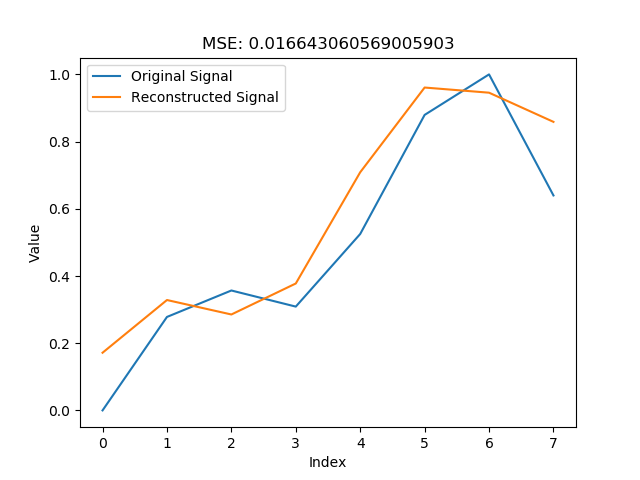 MSE: 0.016643060569005903
Original Signal
Reconstructed Signal
1.0
0.8
0.6
0.4
0.2
0.0
Value
0 1 2 3 4 5 6 7
Index